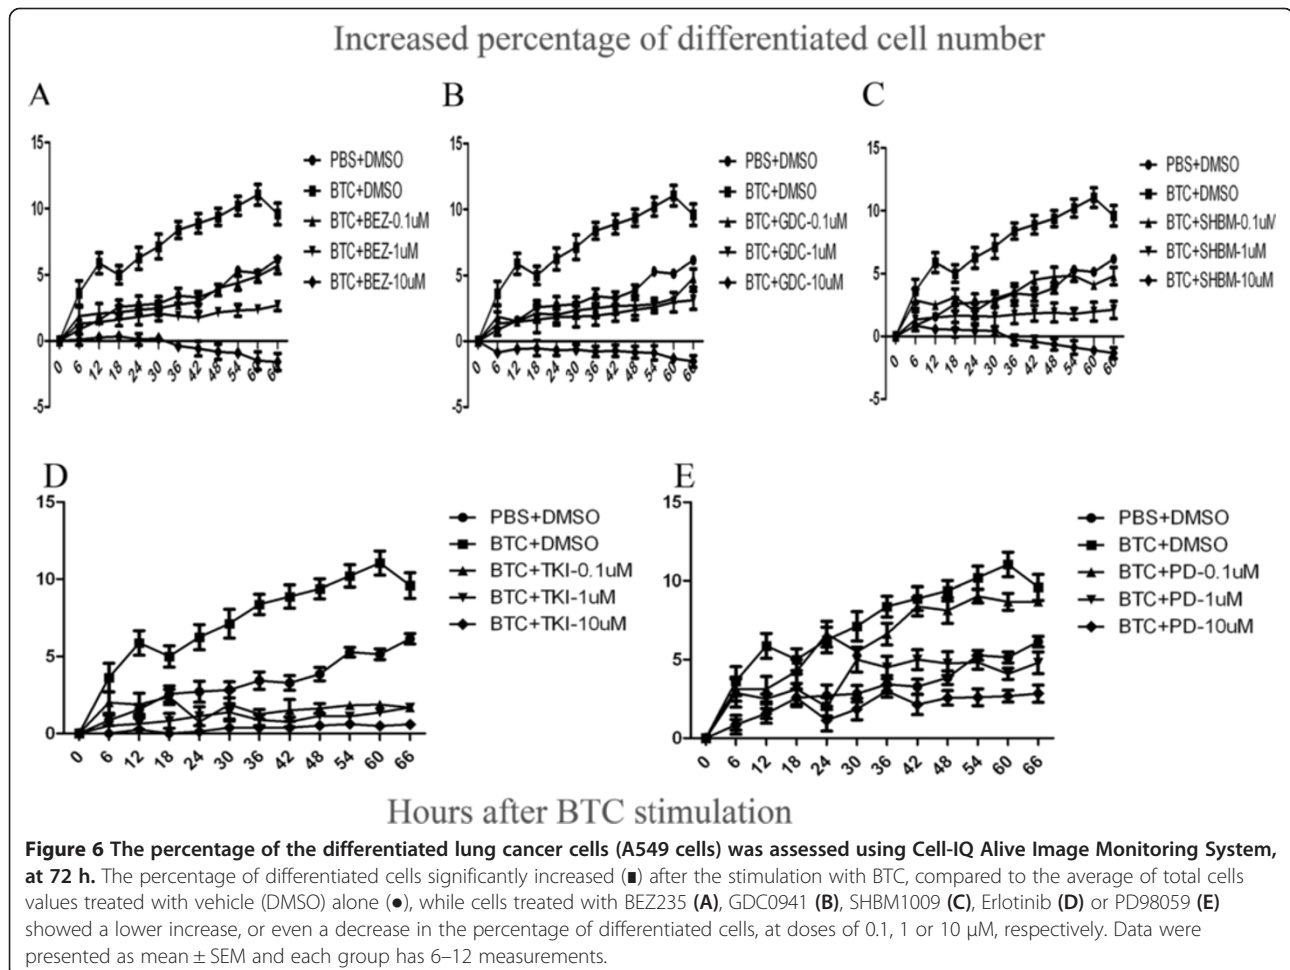 Increased percentage of differentiated cell number
A
15
10
5
0
-5
0 6 12 18 24 30 36 42 48 54 60 66
PBS+DMSO
BTC+DMSO
BTC+BEZ-0.1uM
BTC+BEZ-1uM
BTC+BEZ-10uM
B
15
10
5
0
-5
0 6 12 18 24 30 36 42 48 54 60 66
PBS+DMSO
BTC+DMSO
BTC+GDC-0.1uM
BTC+GDC-1uM
BTC+GDC-10uM
C
15
10
5
0
-5
0 6 12 18 24 30 36 42 48 54 60 66
PBS+DMSO
BTC+DMSO
BTC+SHBM-0.1uM
BTC+SHBM-1uM
BTC+SHBM-10uM
D
15
10
5
0
0 6 12 18 24 30 36 42 48 54 60 66
PBS+DMSO
BTC+DMSO
BTC+TKI-0.1uM
BTC+TKI-1uM
BTC+TKI-10uM
E
15
10
5
0
0 6 12 18 24 30 36 42 48 54 60 66
PBS+DMSO
BTC+DMSO
BTC+PD-0.1uM
BTC+PD-1uM
BTC+PD-10uM
Hours after BTC stimulation
Figure 6 The percentage of the differentiated lung cancer cells (A549 cells) was assessed using Cell-IQ Alive Image Monitoring System,
at 72 h. The percentage of differentiated cells significantly increased (■) after the stimulation with BTC, compared to the average of total cells
values treated with vehicle (DMSO) alone (●), while cells treated with BEZ235 (A), GDC0941 (B), SHBM1009 (C), Erlotinib (D) or PD98059 (E)
showed a lower increase, or even a decrease in the percentage of differentiated cells, at doses of 0.1, 1 or 10 μM, respectively. Data were
presented as mean ± SEM and each group has 6–12 measurements.